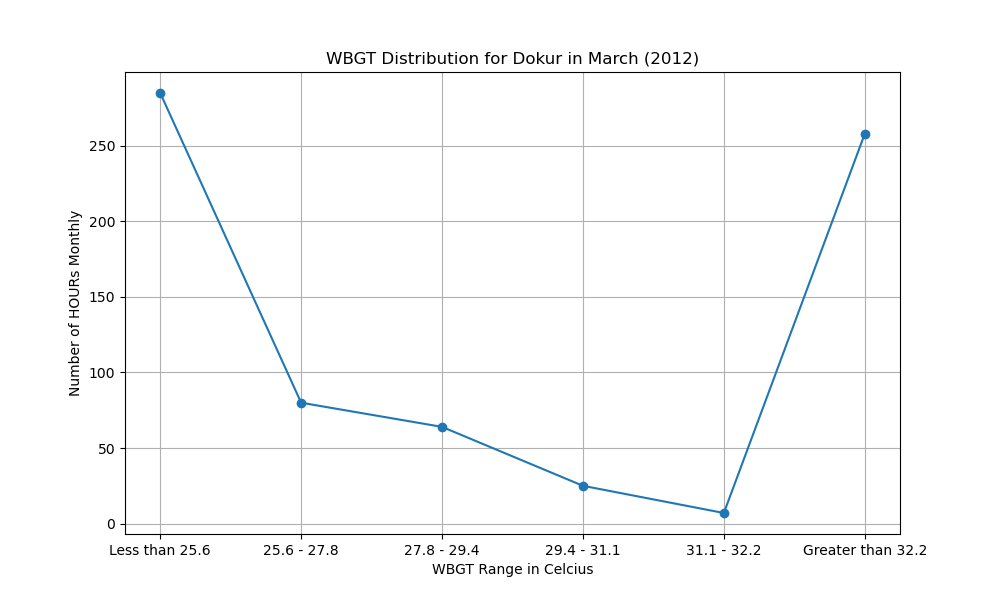 WBGT Distribution for Dokur in March (2012)
Number of HOURs Monthly
250
200
150
100
50
0
Less than 25.6 25.6 - 27.8 27.8 - 29.4 29.4 - 31.1 31.1 - 32.2 Greater than 32.2
WBGT Range in Celcius